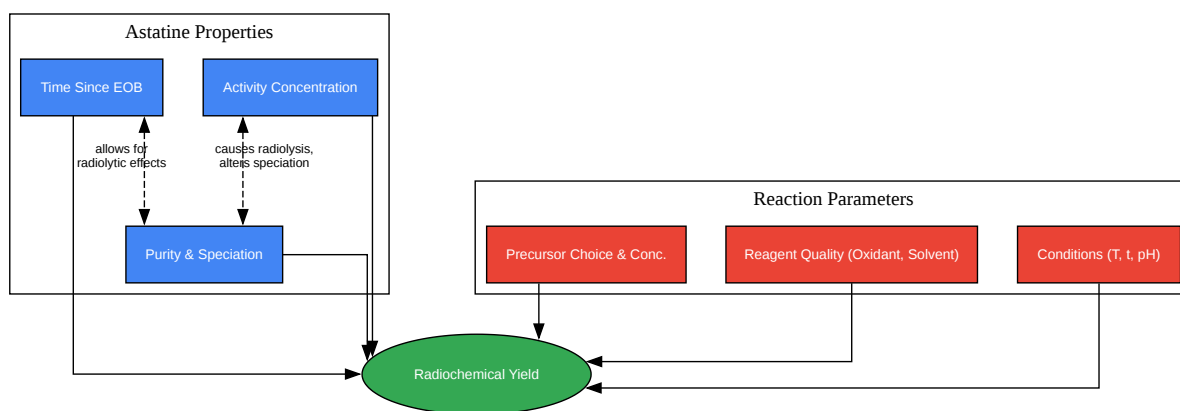 Astatine Properties
Time Since EOB
Activity Concentration
allows for
radiolytic effects
causes radiolysis,
alters speciation
Purity & Speciation
Reaction Parameters
Precursor Choice & Conc.
Reagent Quality (Oxidant, Solvent)
Conditions (T, t, pH)
Radiochemical Yield